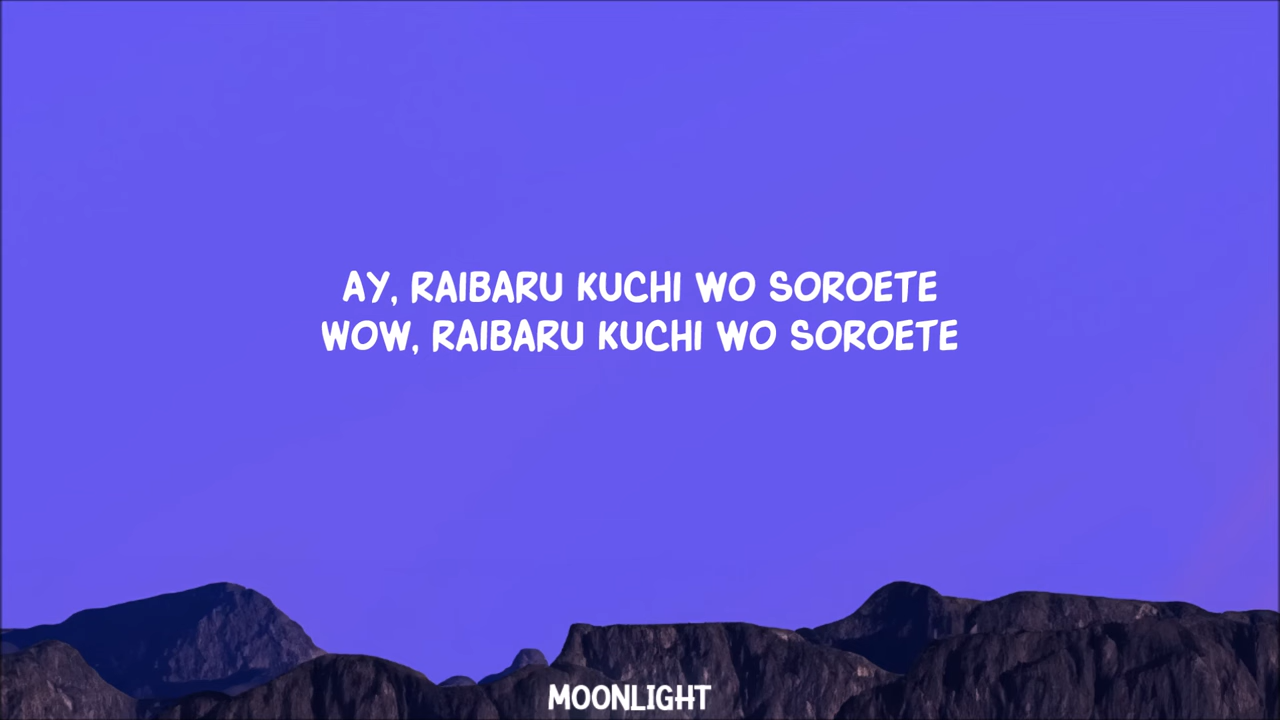 AY, RAIBARU KUCHI WO SOROETE
WOW, RAIBARU KUCHI WO SOROETE
MOONLIGHT